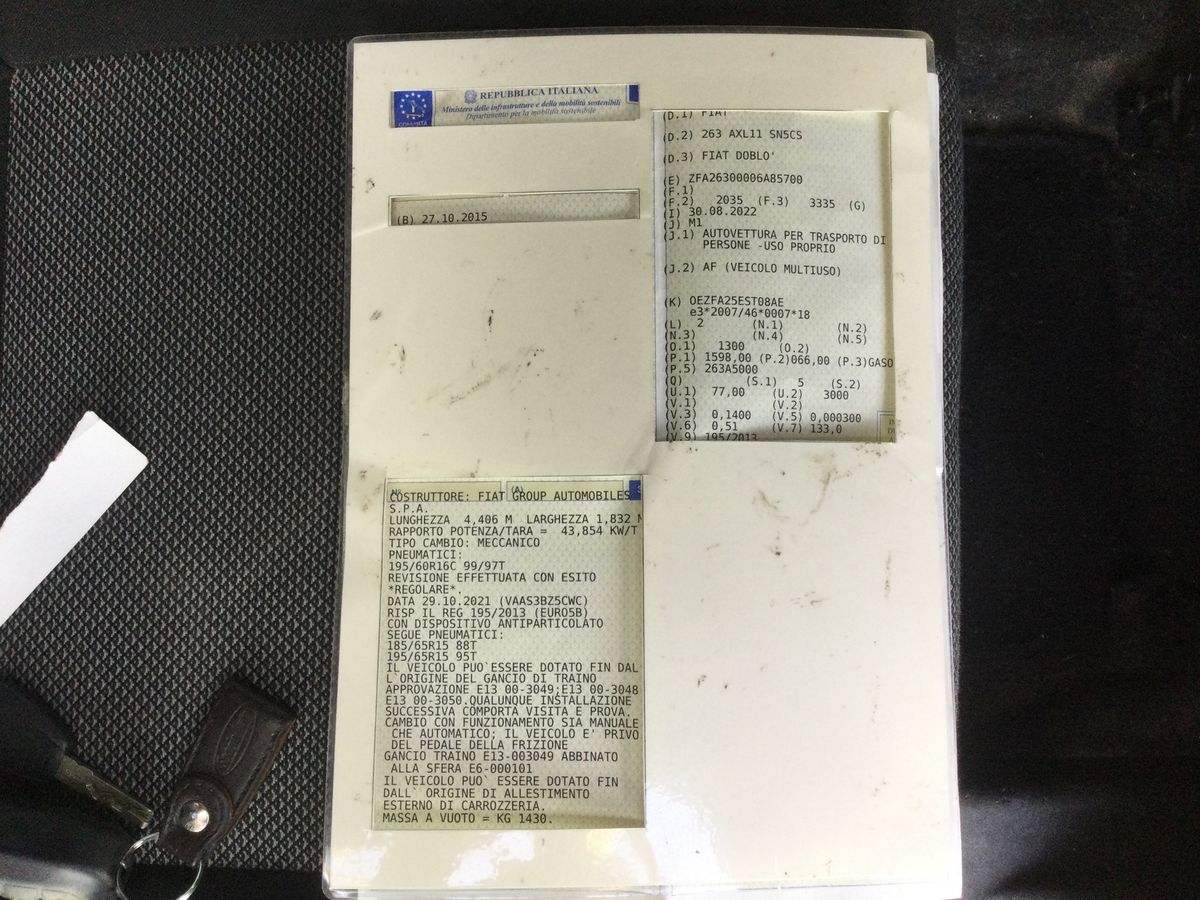 REPUBBLICA ITALIANA
Ministero delle infrastrutture e della mobilità sostenibili
Dipartimento per la mobilità sostenibile
(B) 27.10.2015
(D.1) FIAT
(D.2) 263 AXL11 SN5CS
(D.3) FIAT DOBLO'
(E) ZFA26300006A85700
(F.1)
(F.2) 2035 (F.3) 3335 (G)
(I) 30.08.2022
(J) M1
(J.1) AUTOVETTURA PER TRASPORTO DI
PERSONE -USO PROPRIO
(J.2) AF (VEICOLO MULTIUSO)
(K) OEZFA25EST08AE
e3*2007/46*0007*18
(L) 2 (N.1) (N.2)
(N.3) (N.4) (N.5)
(O.1) 1300 (O.2)
(P.1) 1598,00 (P.2)066,00 (P.3)GASO
(P.5) 263A5000
(Q) (S.1) 5 (S.2)
(U.1) 77,00 (U.2) 3000
(V.1) (V.2)
(V.3) 0,1400 (V.5) 0,000300
(V.6) 0,51 (V.7) 133,0
(V.9) 195/2013
(A)
COSTRUTTORE: FIAT GROUP AUTOMOBILES
S.P.A.
LUNGHEZZA 4,406 M LARGHEZZA 1,832 M
RAPPORTO POTENZA/TARA = 43,854 KW/T
TIPO CAMBIO: MECCANICO
PNEUMATICI:
195/60R16C 99/97T
REVISIONE EFFETTUATA CON ESITO
*REGOLARE*.
DATA 29.10.2021 (VAAS3BZ5CWC)
RISP IL REG 195/2013 (EURO5B)
CON DISPOSITIVO ANTIPARTICOLATO
SEGUE PNEUMATICI:
185/65R15 88T
195/65R15 95T
IL VEICOLO PUO`ESSERE DOTATO FIN DAL
L`ORIGINE DEL GANCIO DI TRAINO
APPROVAZIONE E13 00-3049;E13 00-3048
E13 00-3050.QUALUNQUE INSTALLAZIONE
SUCCESSIVA COMPORTA VISITA E PROVA.
CAMBIO CON FUNZIONAMENTO SIA MANUALE
CHE AUTOMATICO; IL VEICOLO E' PRIVO
DEL PEDALE DELLA FRIZIONE
GANCIO TRAINO E13-003049 ABBINATO
ALLA SFERA E6-000101
IL VEICOLO PUO` ESSERE DOTATO FIN
DALL` ORIGINE DI ALLESTIMENTO
ESTERNO DI CARROZZERIA.
MASSA A VUOTO = KG 1430.